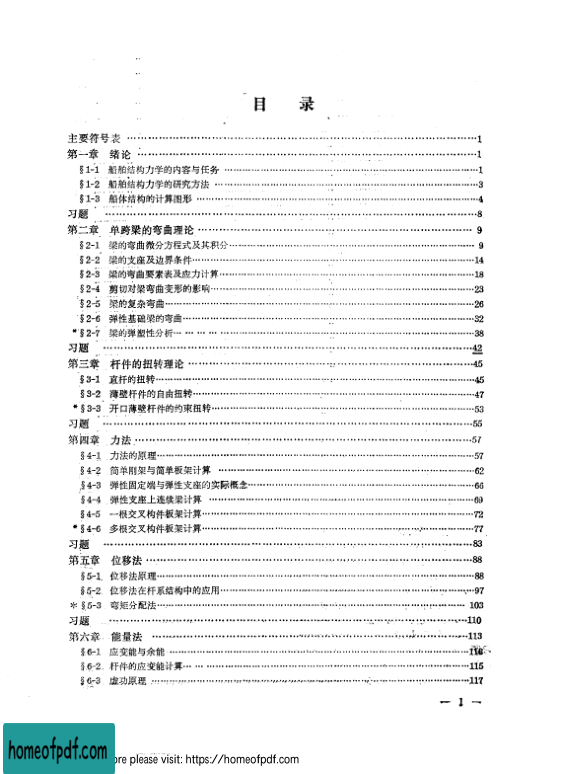 目 录
主要符号表 ……1
第一章 绪论 ……1
§1-1 船舶结构力学的内容与任务 ……1
§1-2 船舶结构力学的研究方法 ……3
§1-3 船体结构的计算图形 ……4
习题 ……8
第二章 单跨梁的弯曲理论 ……9
§2-1 梁的弯曲微分方程式及其积分……9
§2-2 梁的支座及边界条件……14
§2-3 梁的弯曲要素表及应力计算……18
§2-4 剪切对梁弯曲变形的影响……23
§2-5 梁的复杂弯曲……26
§2-6 弹性基础梁的弯曲……32
*§2-7 梁的弹塑性分析……38
习题 ……42
第三章 杆件的扭转理论 ……45
§3-1 直杆的扭转……45
§3-2 薄壁杆件的自由扭转……47
*§3-3 开口薄壁杆件的约束扭转……53
习题 ……55
第四章 力法 ……57
§4-1 力法的原理……57
§4-2 简单刚架与简单板架计算 ……62
§4-3 弹性固定端与弹性支座的实际概念……66
§4-4 弹性支座上连续梁计算 ……69
§4-5 一根交叉构件板架计算……72
*§4-6 多根交叉构件板架计算……77
习题 ……83
第五章 位移法 ……88
§5-1 位移法原理……88
§5-2 位移法在杆系结构中的应用……97
*§5-3 弯矩分配法……103
习题 ……110
第六章 能量法 ……113
§6-1 应变能与余能 ……
§6-2 杆件的应变能计算……115
§6-3 虚功原理 ……117
— 1 —
homeofpdf.com
ore please visit: https://homeofpdf.com